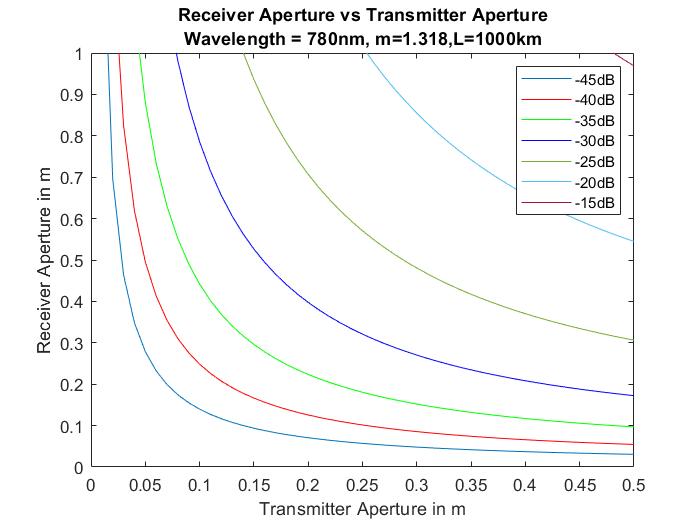 Receiver Aperture vs Transmitter Aperture
Wavelength = 780nm, m=1.318,L=1000km
1
0.9
0.8
0.7
0.6
0.5
0.4
0.3
0.2
0.1
0
Receiver Aperture in m
-45dB
-40dB
-35dB
-30dB
-25dB
-20dB
-15dB
0 0.05 0.1 0.15 0.2 0.25 0.3 0.35 0.4 0.45 0.5
Transmitter Aperture in m